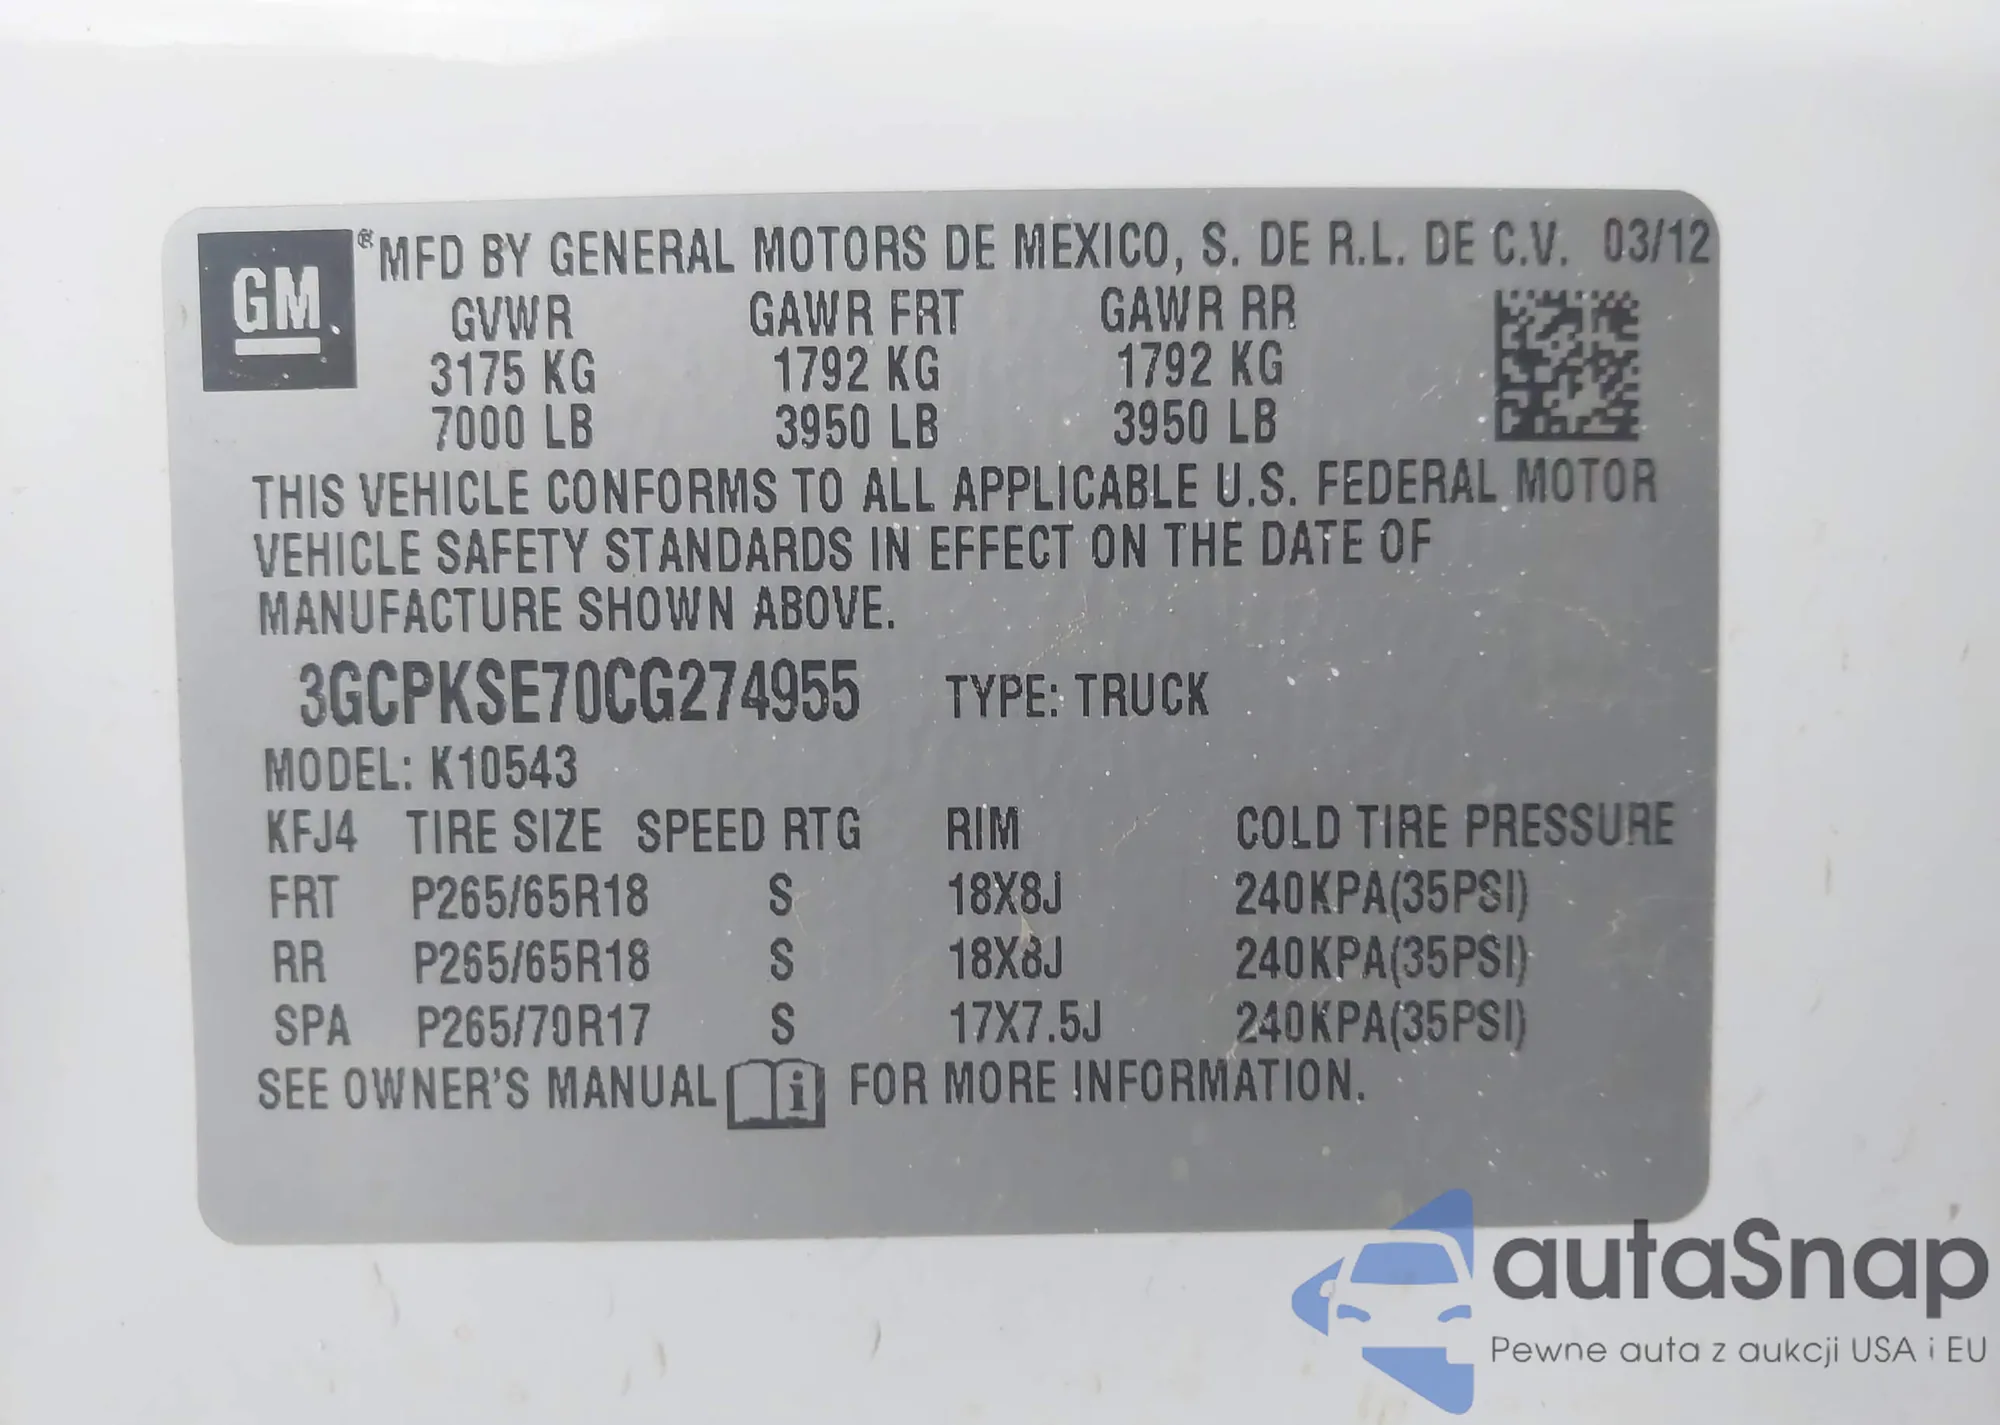 GM
® MFD BY GENERAL MOTORS DE MEXICO, S. DE R.L. DE C.V. 03/12
GVWR GAWR FRT GAWR RR
3175 KG 1792 KG 1792 KG
7000 LB 3950 LB 3950 LB
THIS VEHICLE CONFORMS TO ALL APPLICABLE U.S. FEDERAL MOTOR
VEHICLE SAFETY STANDARDS IN EFFECT ON THE DATE OF
MANUFACTURE SHOWN ABOVE.
3GCPKSE70CG274955 TYPE: TRUCK
MODEL: K10543
KFJ4 TIRE SIZE SPEED RTG RIM COLD TIRE PRESSURE
FRT P265/65R18 S 18X8J 240KPA(35PSI)
RR P265/65R18 S 18X8J 240KPA(35PSI)
SPA P265/70R17 S 17X7.5J 240KPA(35PSI)
SEE OWNER'S MANUAL i FOR MORE INFORMATION.
autaSnap
Pewne auta z aukcji USA i EU